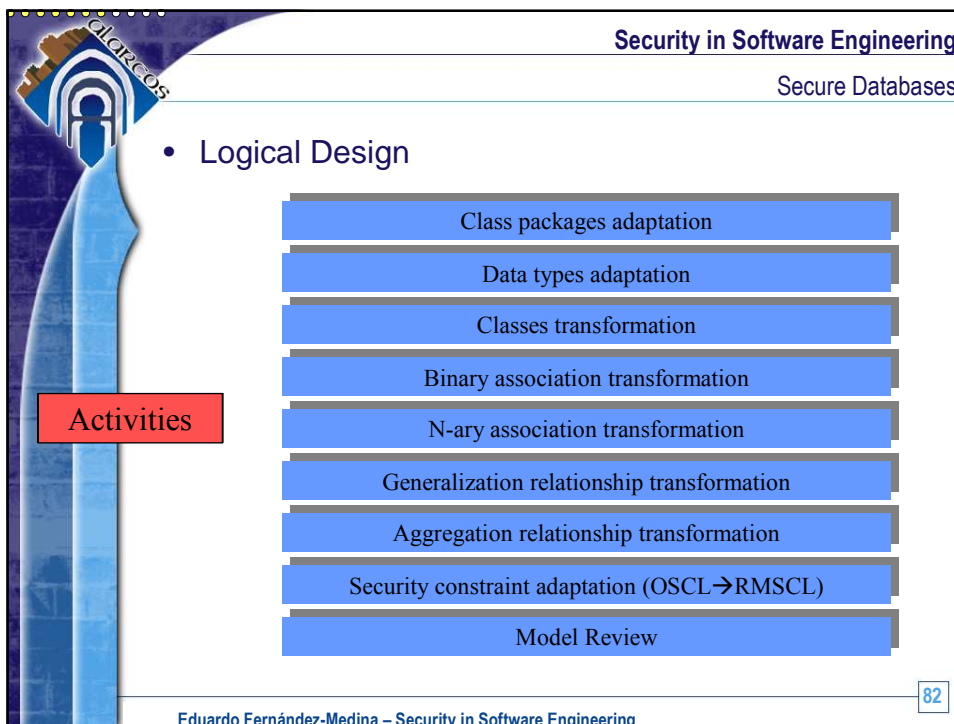 alarcos
Security in Software Engineering
Secure Databases
• Logical Design
Class packages adaptation
Data types adaptation
Classes transformation
Binary association transformation
Activities
N-ary association transformation
Generalization relationship transformation
Aggregation relationship transformation
Security constraint adaptation (OSCL→RMSCL)
Model Review
82
Eduardo Fernández-Medina – Security in Software Engineering